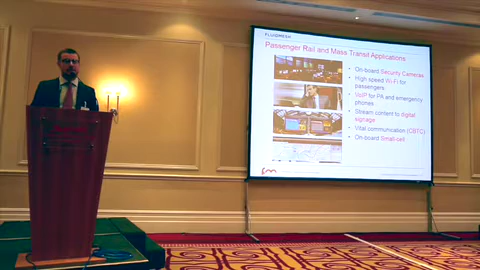 FLUIDMESH
Passenger Rail and Mass Transit Applications
• On-board Security Cameras
• High speed Wi-Fi for
passengers
• VoIP for PA and emergency
phones
• Stream content to digital
signage
• Vital communication (CBTC)
• On-board Small-cell
fm